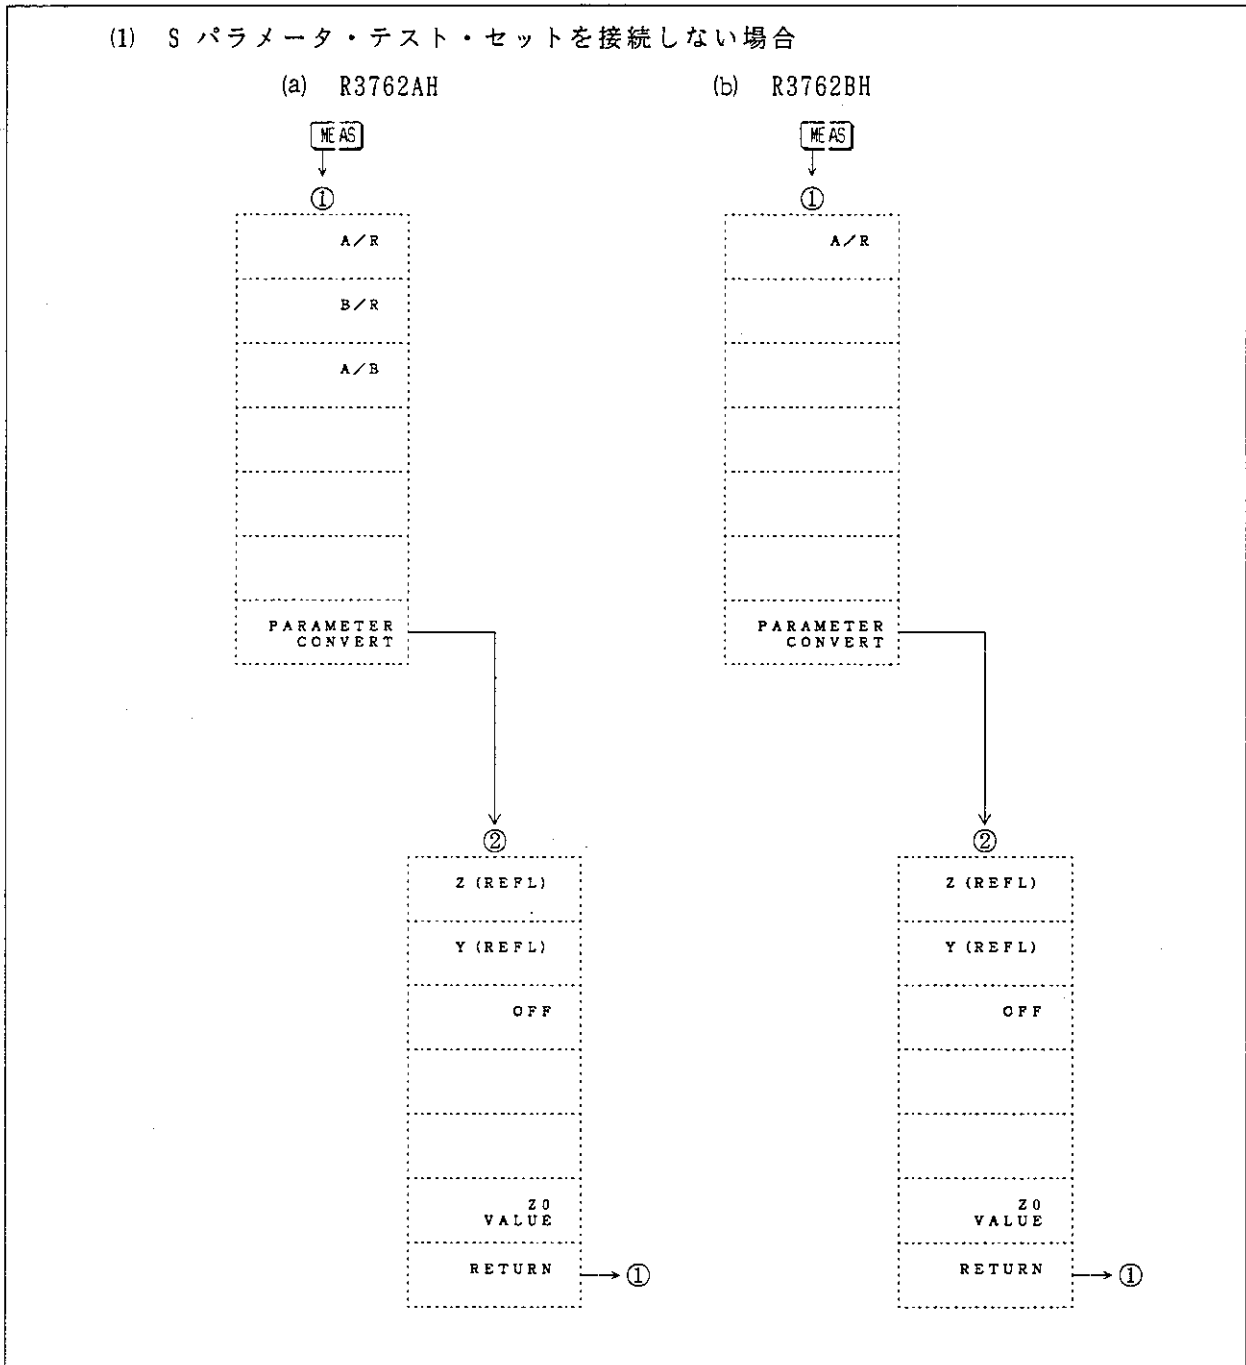 (1) S パラメータ・テスト・セットを接続しない場合
(a) R3762AH
(b) R3762BH
MEAS
①
A/R
B/R
A/B
PARAMETER
CONVERT
②
Z(REFL)
Y(REFL)
OFF
Z0
VALUE
RETURN → ①
MEAS
①
A/R
PARAMETER
CONVERT
②
Z(REFL)
Y(REFL)
OFF
Z0
VALUE
RETURN → ①